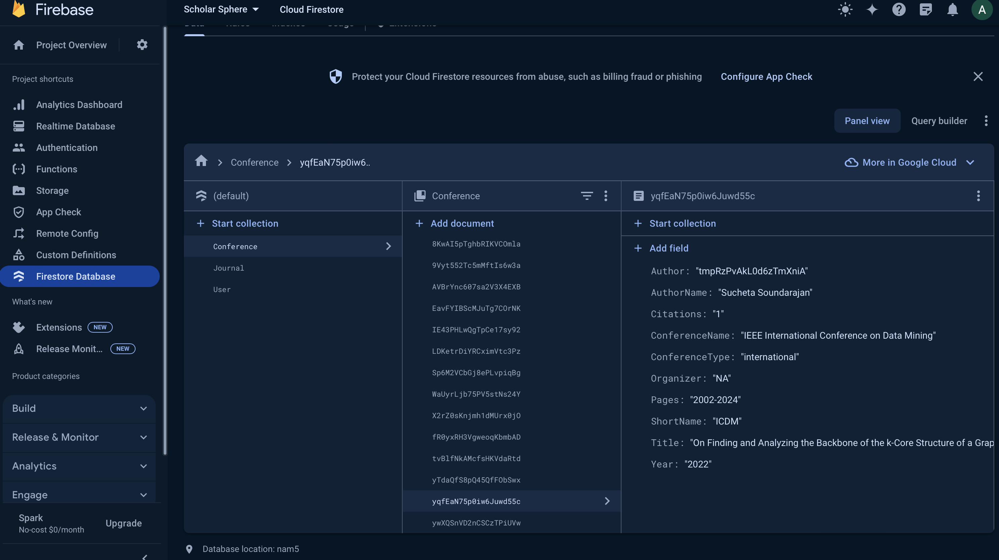 Firebase
Scholar Sphere
Cloud Firestore
A
Project Overview
Project shortcuts
Analytics Dashboard
Realtime Database
Authentication
Functions
Storage
App Check
Remote Config
Custom Definitions
Firestore Database
What's new
Extensions NEW
Release Monit... NEW
Product categories
Build
Release & Monitor
Analytics
Engage
Spark
No-cost $0/month
Upgrade
Data Rules Indexes Usage Extensions
Protect your Cloud Firestore resources from abuse, such as billing fraud or phishing Configure App Check
Panel view
Query builder
Conference
yqfEaN75p0iw6..
More in Google Cloud
(default)
Start collection
Conference
Journal
User
Conference
Add document
8KwAI5pTghbRIKVCOmla
9Vyt552Tc5mMftIs6w3a
AVBrYnc607sa2V3X4EXB
EavFYIBScMJuTg7COrNK
IE43PHLwQgTpCe17sy92
LDKetrDiYRCximVtc3Pz
Sp6M2VCbGj8ePLvpiqBg
WaUyrLjb75PV5stNs24Y
X2rZ0sKnjmh1dMUrx0jO
fR0yxRH3VgweoqKbmbAD
tvBlfNkAMcfsHKVdaRtd
yTdaQfS8pQ45QfFObSwx
yqfEaN75p0iw6Juwd55c
ywXQSnVD2nCSCzTPiUVw
yqfEaN75p0iw6Juwd55c
Start collection
Add field
Author: "tmpRzPvAkL0d6zTmXniA"
AuthorName: "Sucheta Soundarajan"
Citations: "1"
ConferenceName: "IEEE International Conference on Data Mining"
ConferenceType: "international"
Organizer: "NA"
Pages: "2002-2024"
ShortName: "ICDM"
Title: "On Finding and Analyzing the Backbone of the k-Core Structure of a Grap
Year: "2022"
Database location: nam5